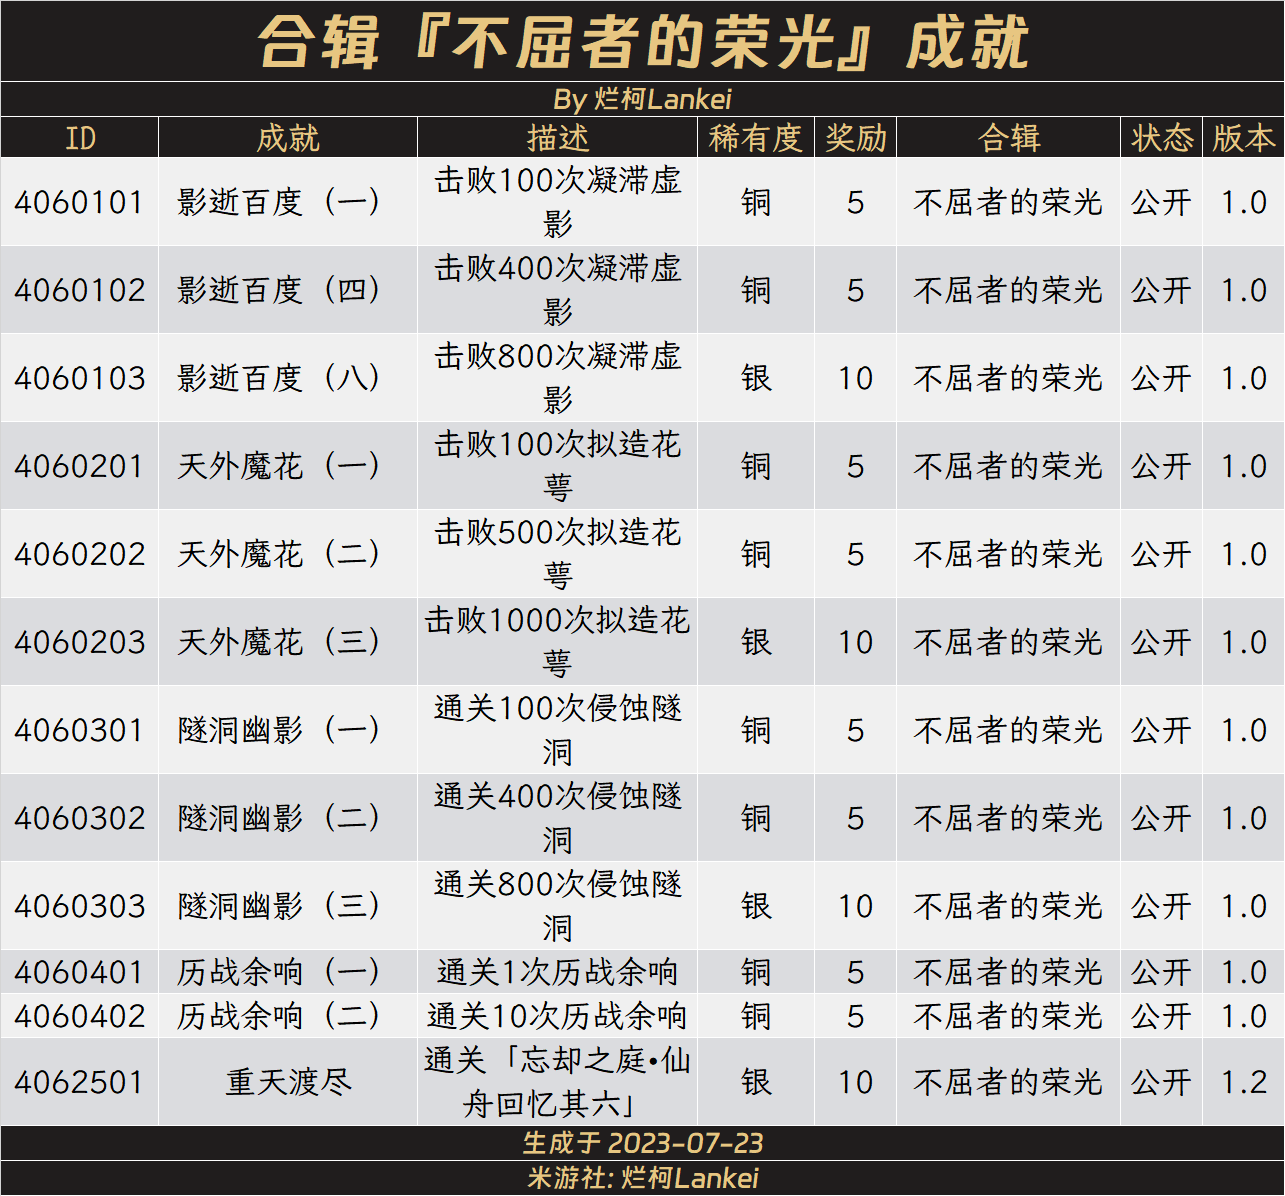 合辑『不屈者的荣光』成就
By 烂柯Lankei
ID 成就 描述 稀有度 奖励 合辑 状态 版本
4060101 影逝百度（一） 击败100次凝滞虚影 铜 5 不屈者的荣光 公开 1.0
4060102 影逝百度（四） 击败400次凝滞虚影 铜 5 不屈者的荣光 公开 1.0
4060103 影逝百度（八） 击败800次凝滞虚影 银 10 不屈者的荣光 公开 1.0
4060201 天外魔花（一） 击败100次拟造花萼 铜 5 不屈者的荣光 公开 1.0
4060202 天外魔花（二） 击败500次拟造花萼 铜 5 不屈者的荣光 公开 1.0
4060203 天外魔花（三） 击败1000次拟造花萼 银 10 不屈者的荣光 公开 1.0
4060301 隧洞幽影（一） 通关100次侵蚀隧洞 铜 5 不屈者的荣光 公开 1.0
4060302 隧洞幽影（二） 通关400次侵蚀隧洞 铜 5 不屈者的荣光 公开 1.0
4060303 隧洞幽影（三） 通关800次侵蚀隧洞 银 10 不屈者的荣光 公开 1.0
4060401 历战余响（一） 通关1次历战余响 铜 5 不屈者的荣光 公开 1.0
4060402 历战余响（二） 通关10次历战余响 铜 5 不屈者的荣光 公开 1.0
4062501 重天渡尽 通关「忘却之庭•仙舟回忆其六」 银 10 不屈者的荣光 公开 1.2
生成于 2023-07-23
米游社: 烂柯Lankei